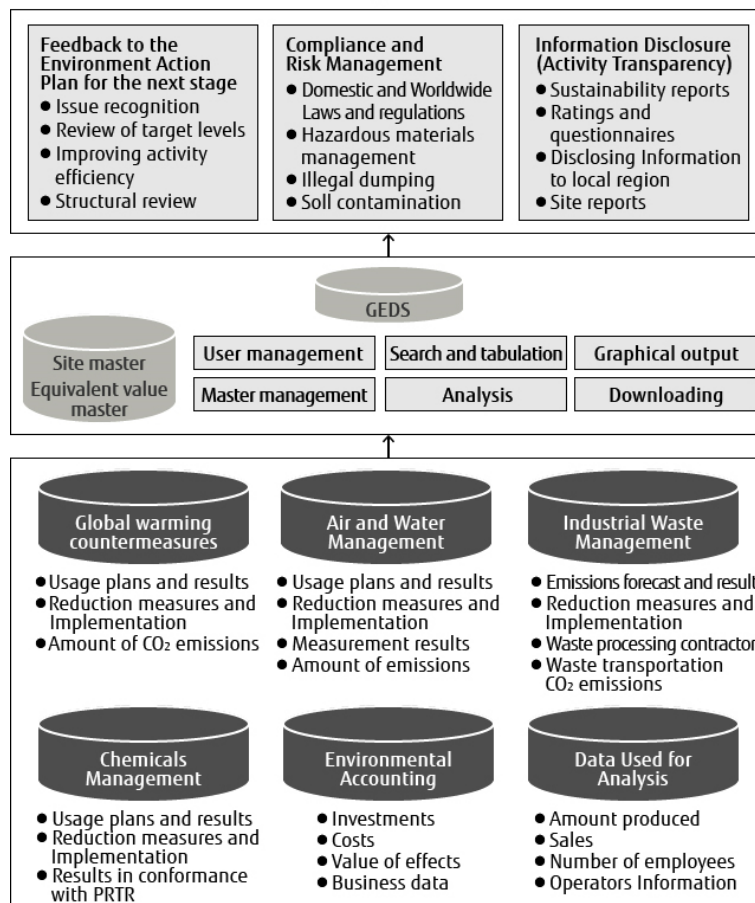 Feedback to the
Environment Action
Plan for the next stage
● Issue recognition
● Review of target levels
● Improving activity
efficiency
● Structural review
Compliance and
Risk Management
● Domestic and Worldwide
Laws and regulations
● Hazardous materials
management
● Illegal dumping
● Soll contamination
Information Disclosure
(Activity Transparency)
● Sustainability reports
● Ratings and
questionnaires
● Disclosing Information
to local region
● Site reports
GEDS
Site master
Equivalent value
master
User management
Search and tabulation
Graphical output
Master management
Analysis
Downloading
Global warming
countermeasures
● Usage plans and results
● Reduction measures and
Implementation
● Amount of CO₂ emissions
Air and Water
Management
● Usage plans and results
● Reduction measures and
Implementation
● Measurement results
● Amount of emissions
Industrial Waste
Management
● Emissions forecast and result
● Reduction measures and
Implementation
● Waste processing contractor
● Waste transportation
CO₂ emissions
Chemicals
Management
● Usage plans and results
● Reduction measures and
Implementation
● Results in conformance
with PRTR
Environmental
Accounting
● Investments
● Costs
● Value of effects
● Business data
Data Used for
Analysis
● Amount produced
● Sales
● Number of employees
● Operators Information